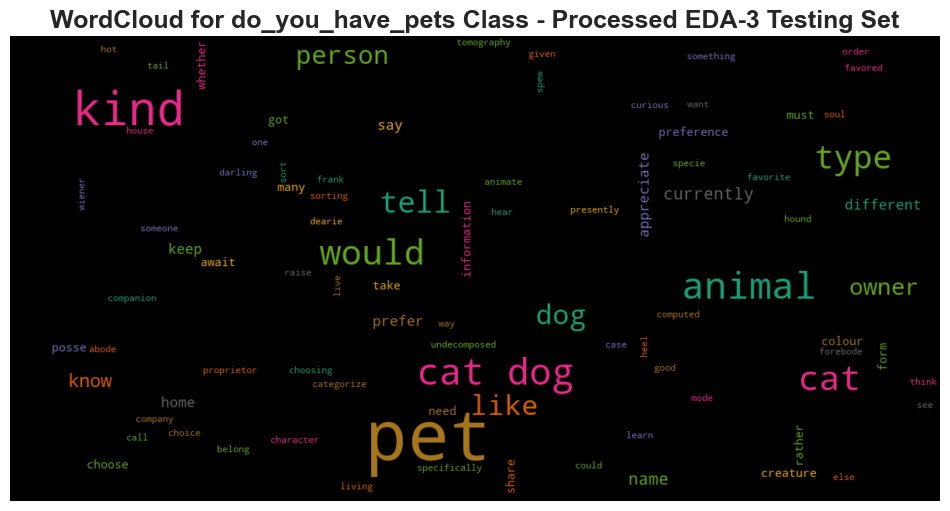 WordCloud for do_you_have_pets Class - Processed EDA-3 Testing Set
hot
tail
whether
person
tomography
given
spew
something
order
favored
kind
house
got
one
say
curious
want
preference
must
soul
type
wiener
darling
sort
many
frank
sorting
dearie
tell
animate
hear
information
presently
appreciate
specie
currently
favorite
different
hound
someone
keep
await
would
raise
live
take
companion
animal
owner
prefer
way
dog
computed
posse
abode
undecomposed
case
heel
colour
forebode
form
know
proprietor
choosing
categorize
cat dog
good
cat
think
home
company
choice
need
like
mode
see
call
belong
character
pet
learn
rather
choose
specifically
could
living
share
name
creature
else